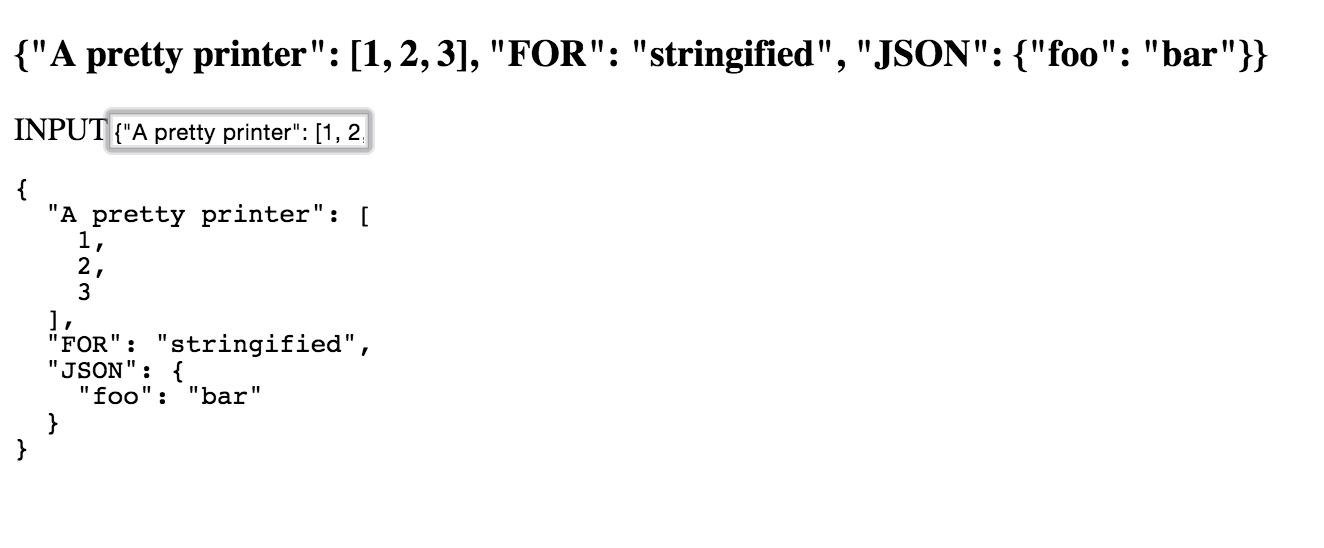 {"A pretty printer": [1, 2, 3], "FOR": "stringified", "JSON": {"foo": "bar"}}
INPUT {"A pretty printer": [1, 2,
{
  "A pretty printer": [
    1,
    2,
    3
  ],
  "FOR": "stringified",
  "JSON": {
    "foo": "bar"
  }
}